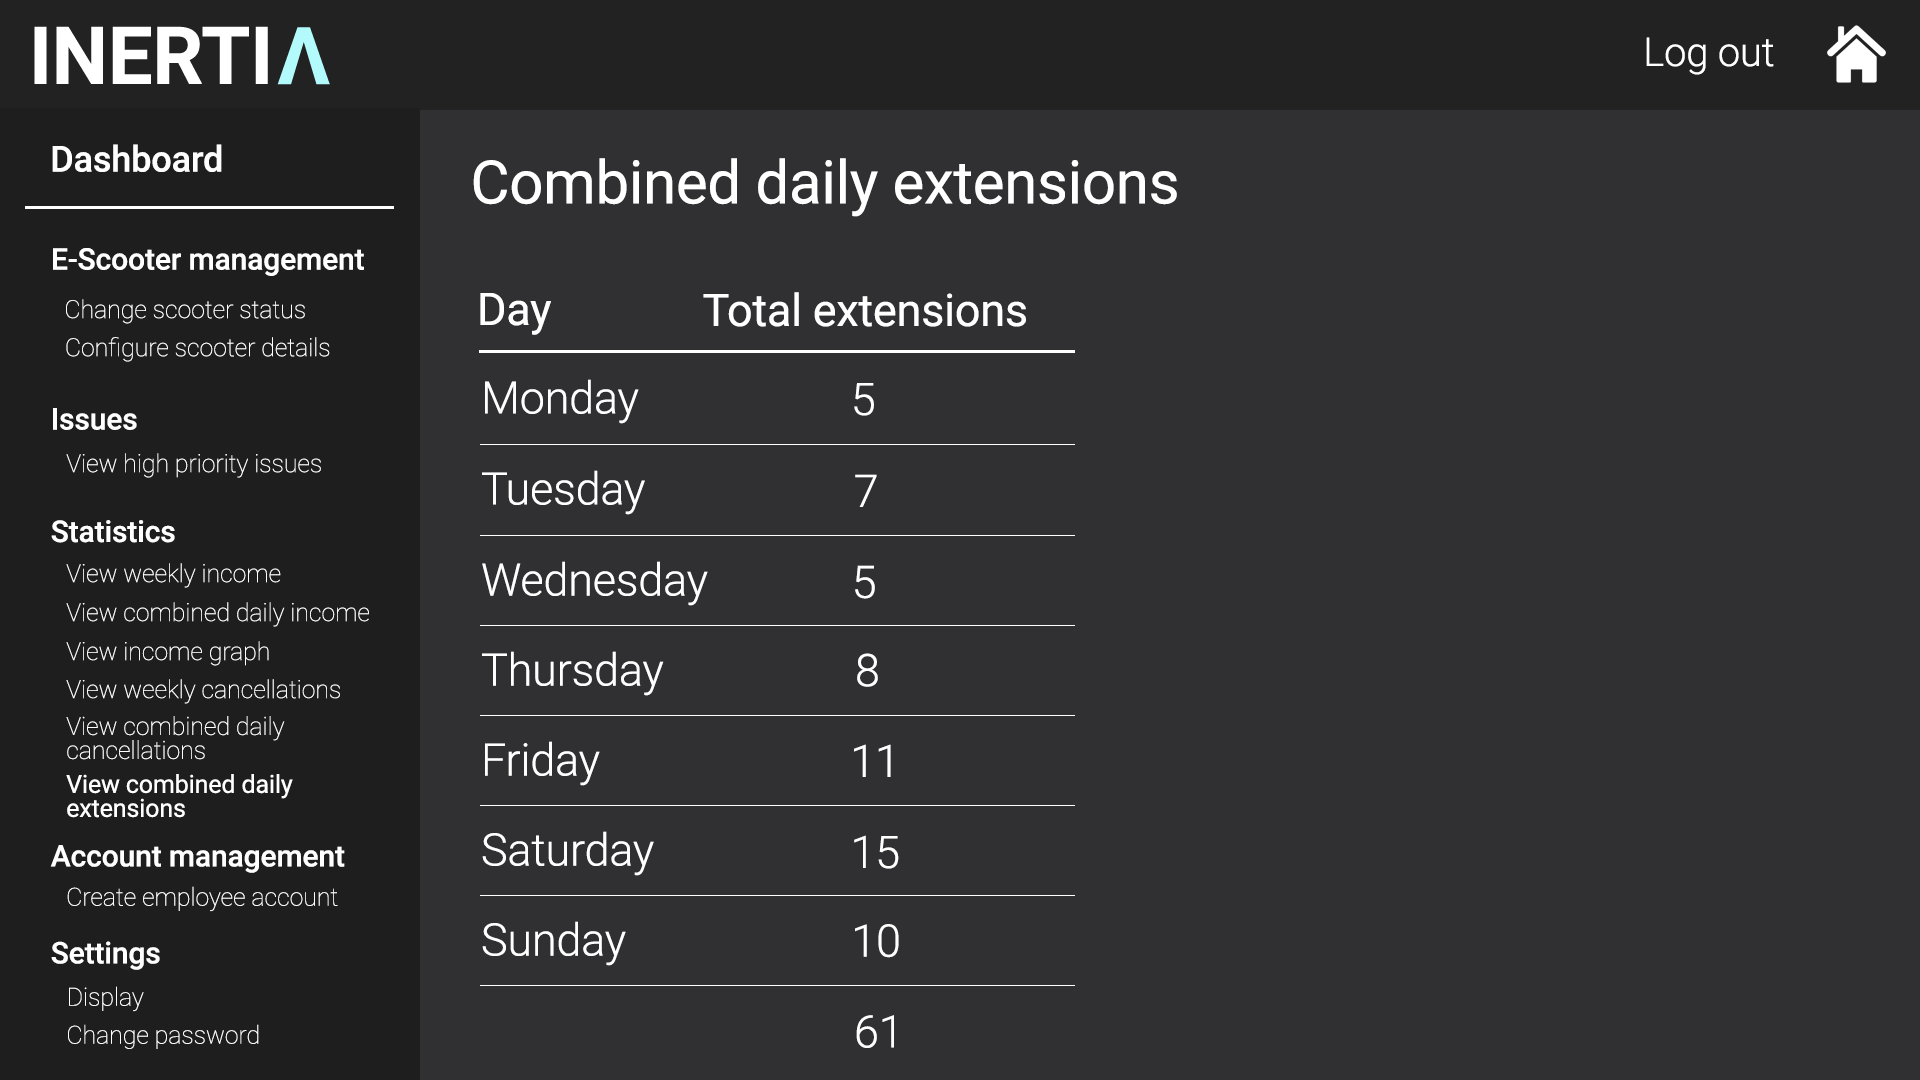 INERTIA
Log out
Dashboard
E-Scooter management
Change scooter status
Configure scooter details
Issues
View high priority issues
Statistics
View weekly income
View combined daily income
View income graph
View weekly cancellations
View combined daily
cancellations
View combined daily
extensions
Account management
Create employee account
Settings
Display
Change password
Combined daily extensions
Day Total extensions
Monday 5
Tuesday 7
Wednesday 5
Thursday 8
Friday 11
Saturday 15
Sunday 10
61